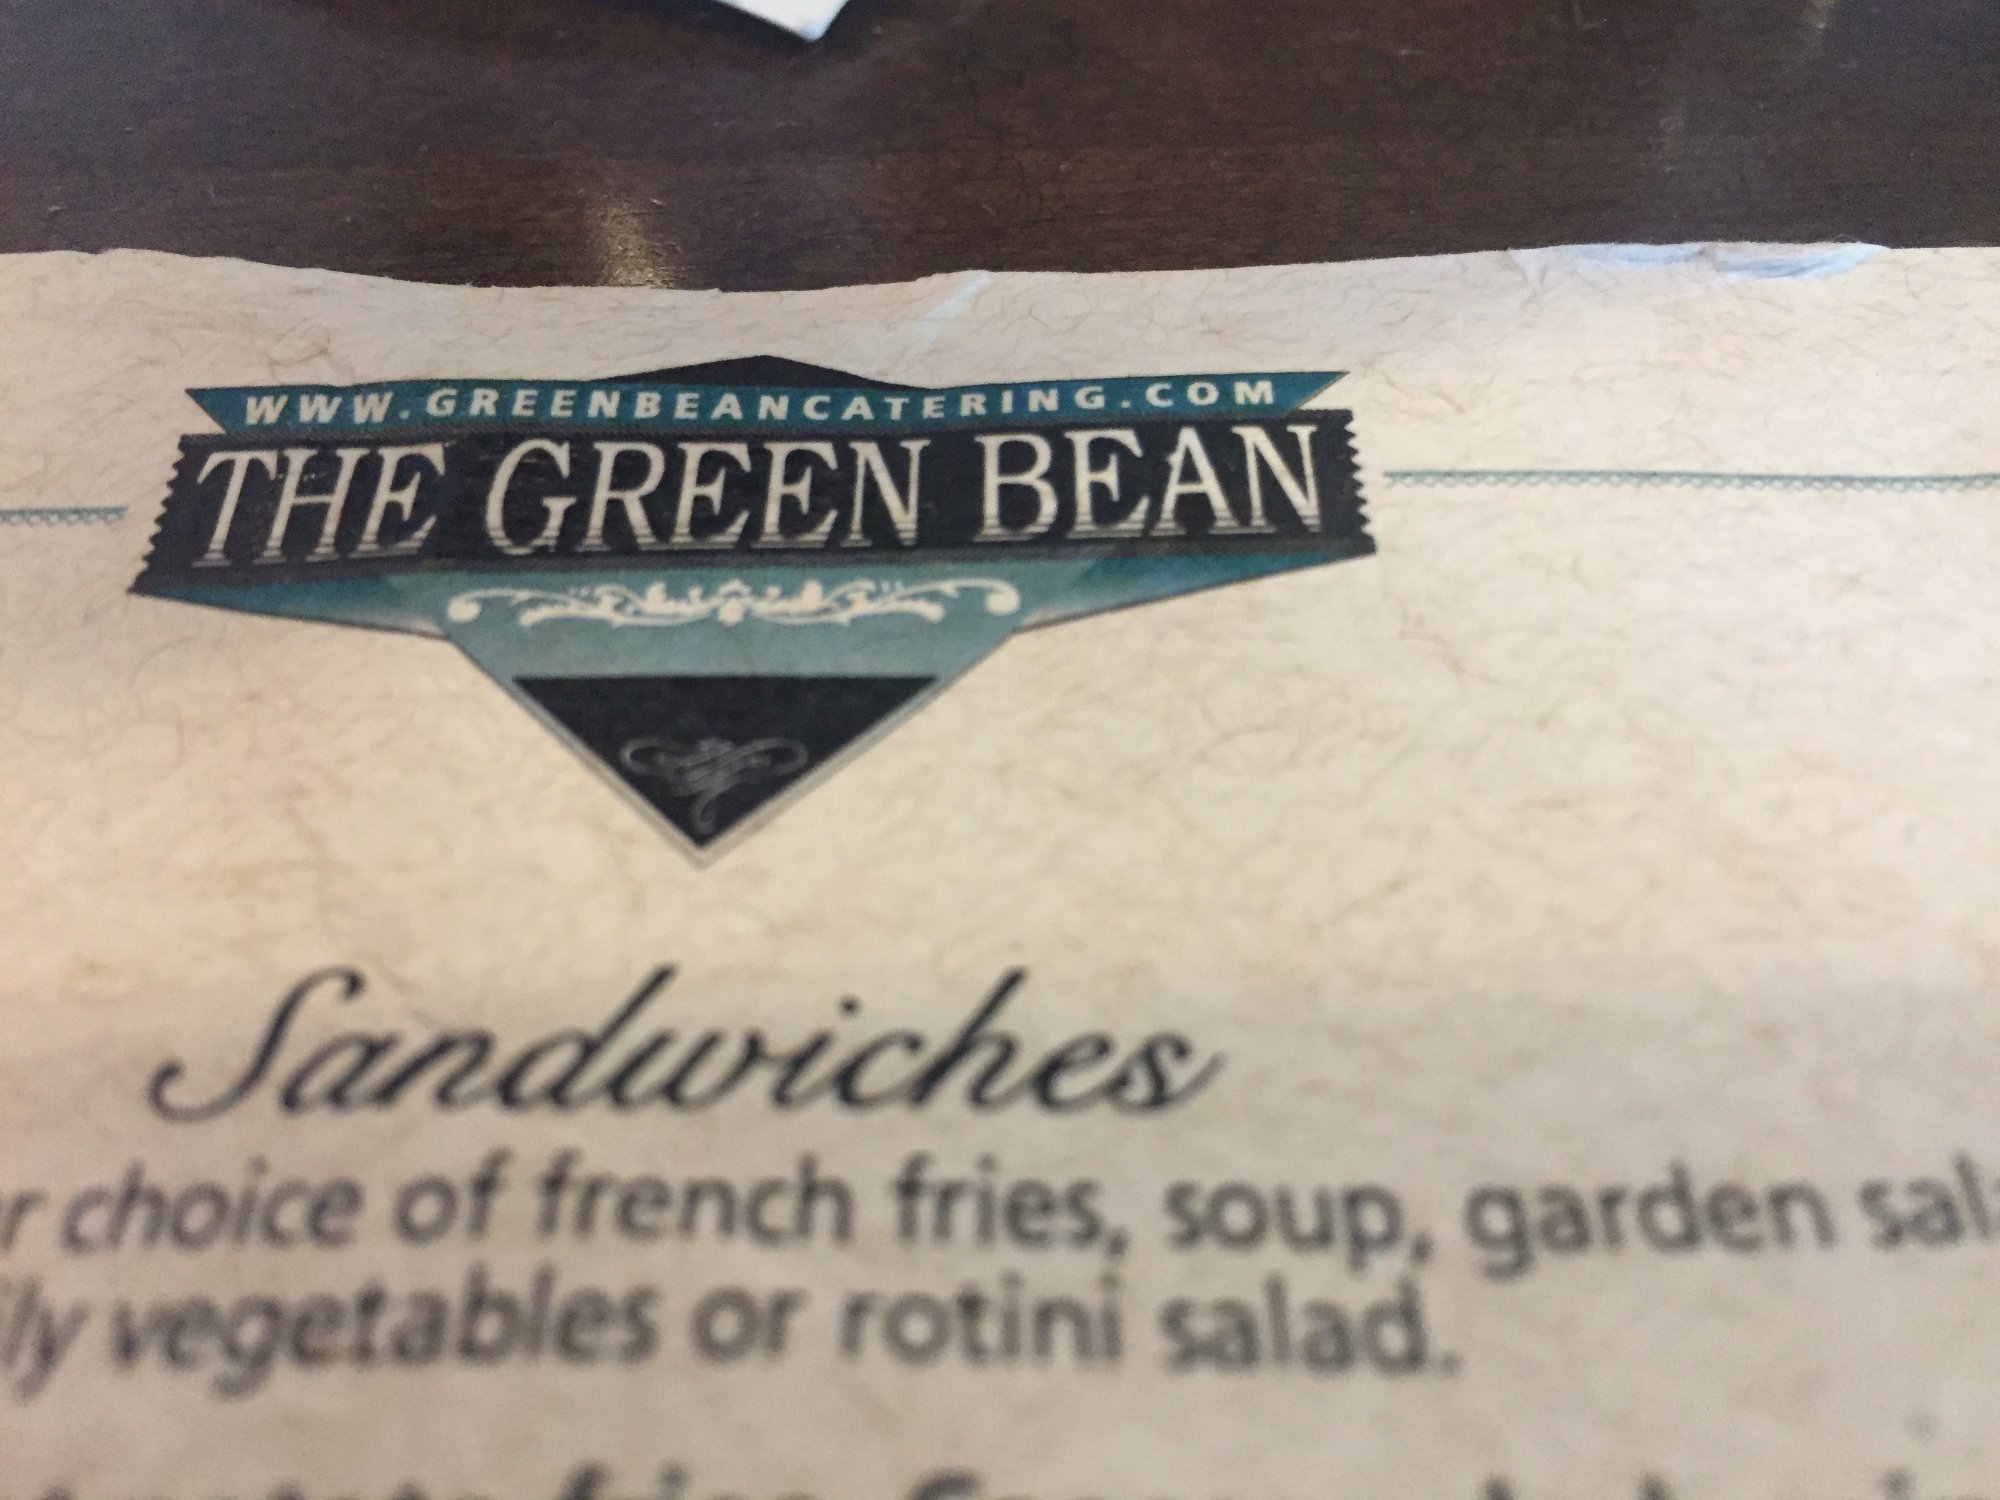 WWW.GREENBEANCATERING.COM
THE GREEN BEAN
Sandwiches
choice of french fries, soup, garden
vegetables or rotini salad.